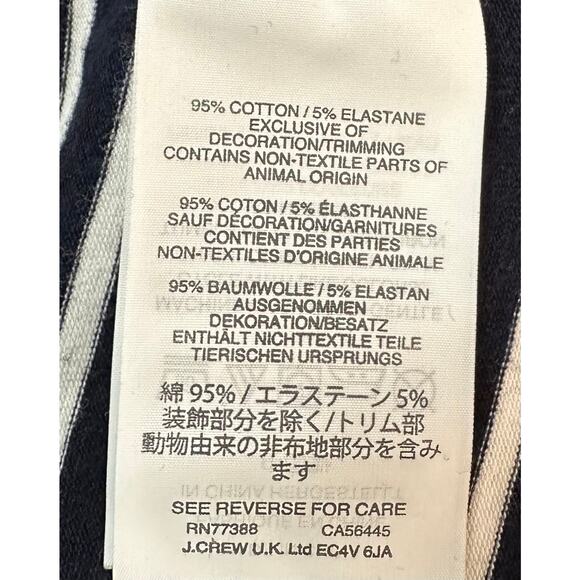 95% COTTON / 5% ELASTANE
EXCLUSIVE OF
DECORATION/TRIMMING
CONTAINS NON-TEXTILE PARTS OF
ANIMAL ORIGIN
95% COTON / 5% ÉLASTHANNE
SAUF DÉCORATION/GARNITURES
CONTIENT DES PARTIES
NON-TEXTILES D'ORIGINE ANIMALE
95% BAUMWOLLE / 5% ELASTAN
AUSGENOMMEN
DEKORATION/BESATZ
ENTHÄLT NICHTTEXTILE TEILE
TIERISCHEN URSPRUNGS
綿 95% / エラステーン 5%
装飾部分を除く/トリム部
動物由来の非布地部分を含み
ます
SEE REVERSE FOR CARE
RN77388 CA56445
J.CREW U.K. Ltd EC4V 6JA